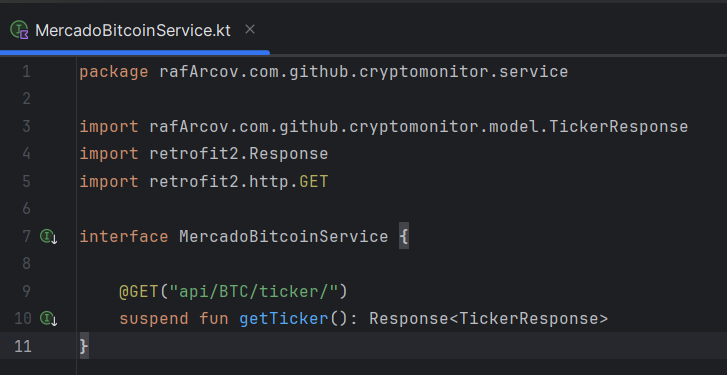 MercadoBitcoinService.kt ×
1 package rafArcov.com.github.cryptomonitor.service
2
3 import rafArcov.com.github.cryptomonitor.model.TickerResponse
4 import retrofit2.Response
5 import retrofit2.http.GET
6
7 interface MercadoBitcoinService {
8
9     @GET("api/BTC/ticker/")
10     suspend fun getTicker(): Response<TickerResponse>
11 }